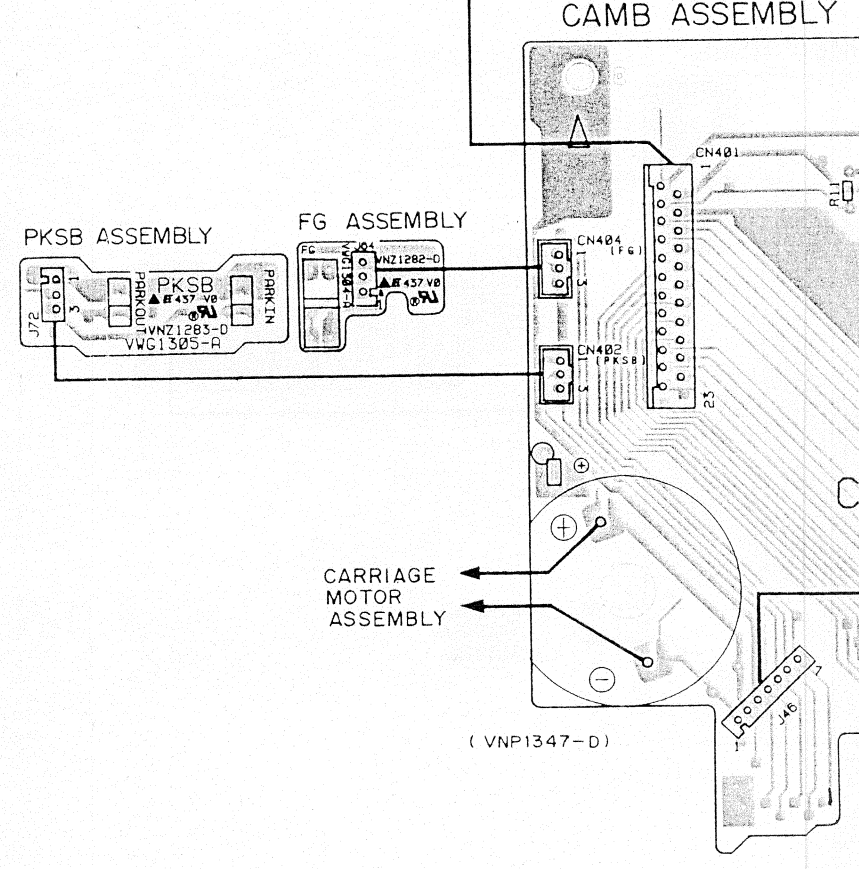 CAMB ASSEMBLY
CN401
1
R11
FG ASSEMBLY
PKSB ASSEMBLY
FG
J64
VNZ1282-D
VWG1304-A
437 V0
CN404
(FG)
1
3
PKSB
437 V0
PARKOUT
PARKIN
1
3
J72
VNZ1283-D
VWG1305-A
CN402
(PKSB)
1
3
23
C
+
+
CARRIAGE
MOTOR
ASSEMBLY
−
7
J46
1
(VNP1347-D)